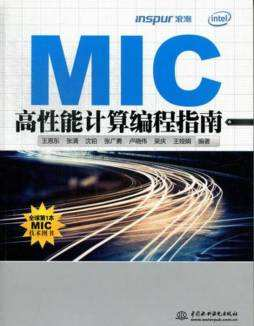 inspur 浪潮 intel
MIC
高性能计算编程指南
王恩东 张清 沈铂 张广勇 卢晓伟 吴庆 王娅娟 编著
全球第1本
MIC
技术图书
中国水利水电出版社